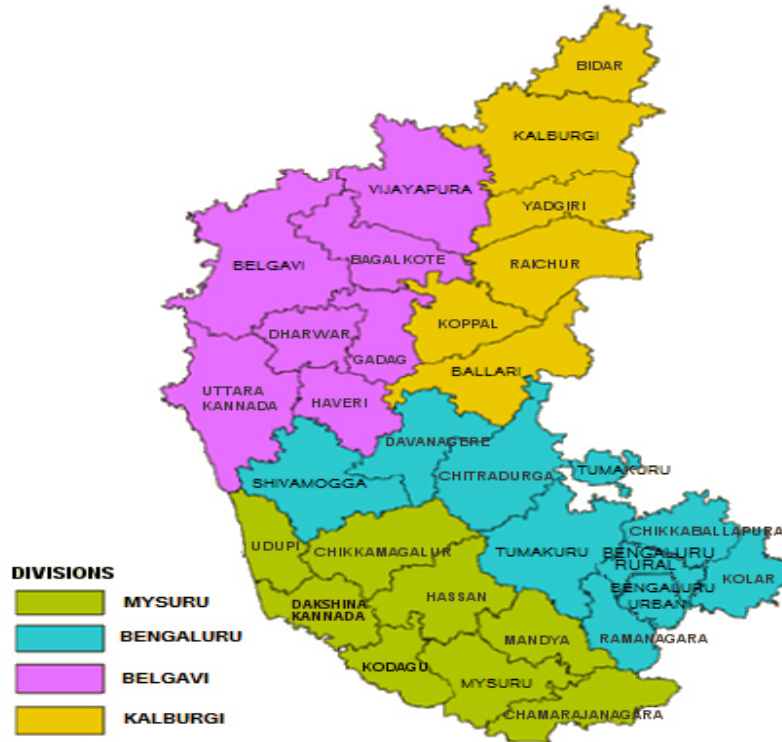 BIDAR
KALBURGI
VIJAYAPURA
YADGIRI
BAGALKOTE
BELGAVI
RAICHUR
KOPPAL
DHARWAR
GADAG
BALLARI
UTTARA
KANNADA
HAVERI
DAVANAGERE
SHIVAMOGGA
CHITRADURGA
TUMAKURU
CHIKKABALLAPURA
UDUPI
CHIKKAMAGALUR
TUMAKURU
BENGALURU
RURAL
KOLAR
BENGALURU
URBAN
HASSAN
DAKSHINA
KANNADA
MANDYA
RAMANAGARA
KODAGU
MYSURU
CHAMARAJANAGARA
DIVISIONS
MYSURU
BENGALURU
BELGAVI
KALBURGI